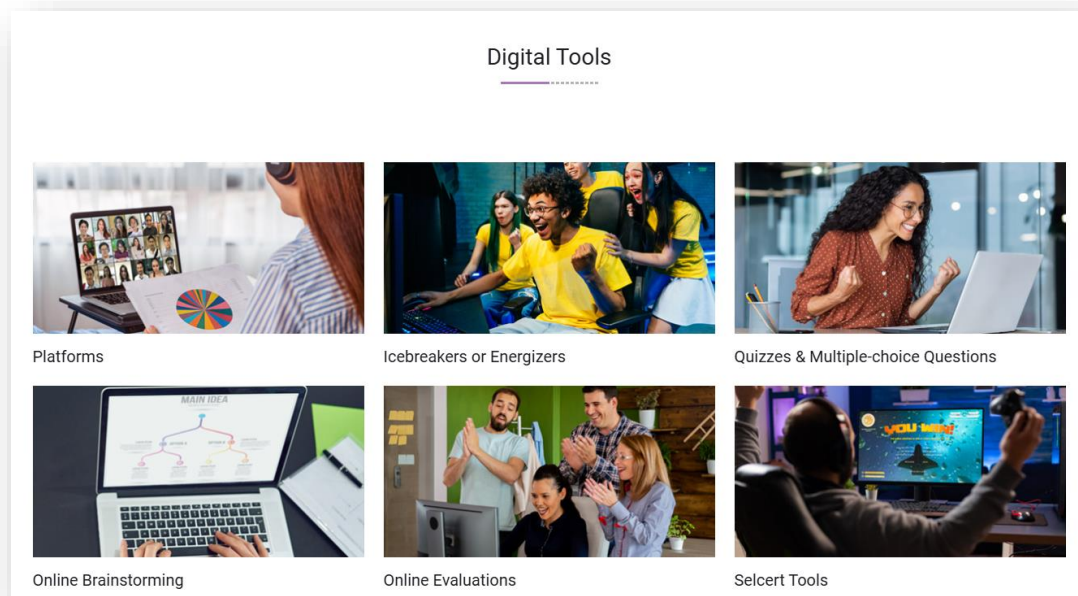 Digital Tools
Platforms
Icebreakers or Energizers
Quizzes & Multiple-choice Questions
MAIN IDEA
YOU WIN!
Online Brainstorming
Online Evaluations
Selcert Tools